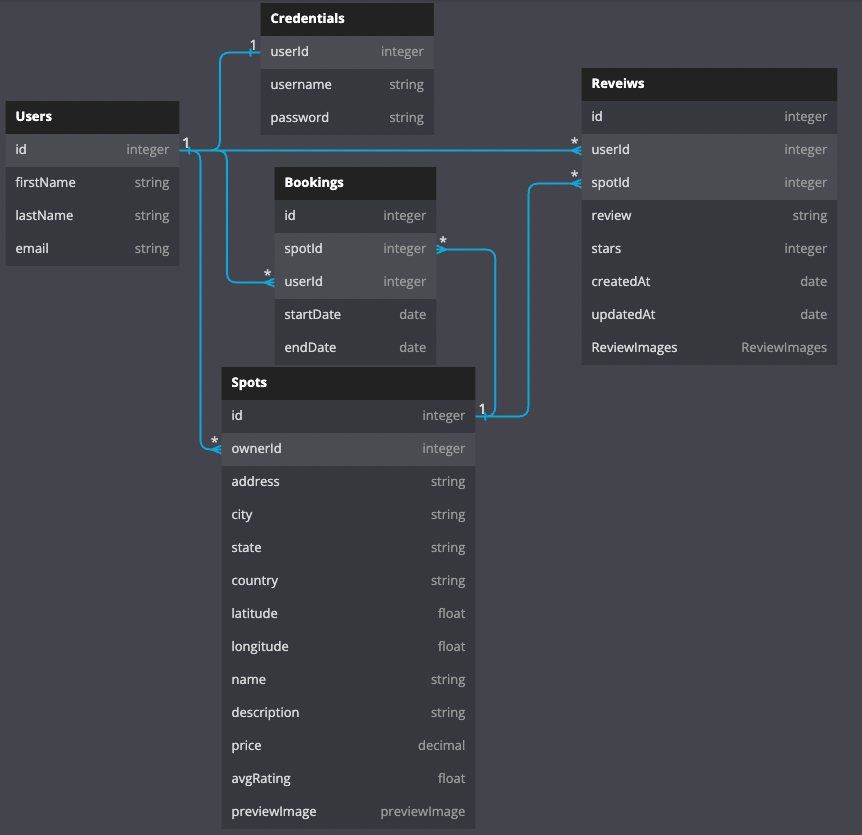 Credentials
userId integer
username string
password string
Users
id integer
firstName string
lastName string
email string
Reveiws
id integer
userId integer
spotId integer
review string
stars integer
createdAt date
updatedAt date
ReviewImages ReviewImages
Bookings
id integer
spotId integer
userId integer
startDate date
endDate date
Spots
id integer
ownerId integer
address string
city string
state string
country string
latitude float
longitude float
name string
description string
price decimal
avgRating float
previewImage previewImage
1
1
*
*
*
*
1
*